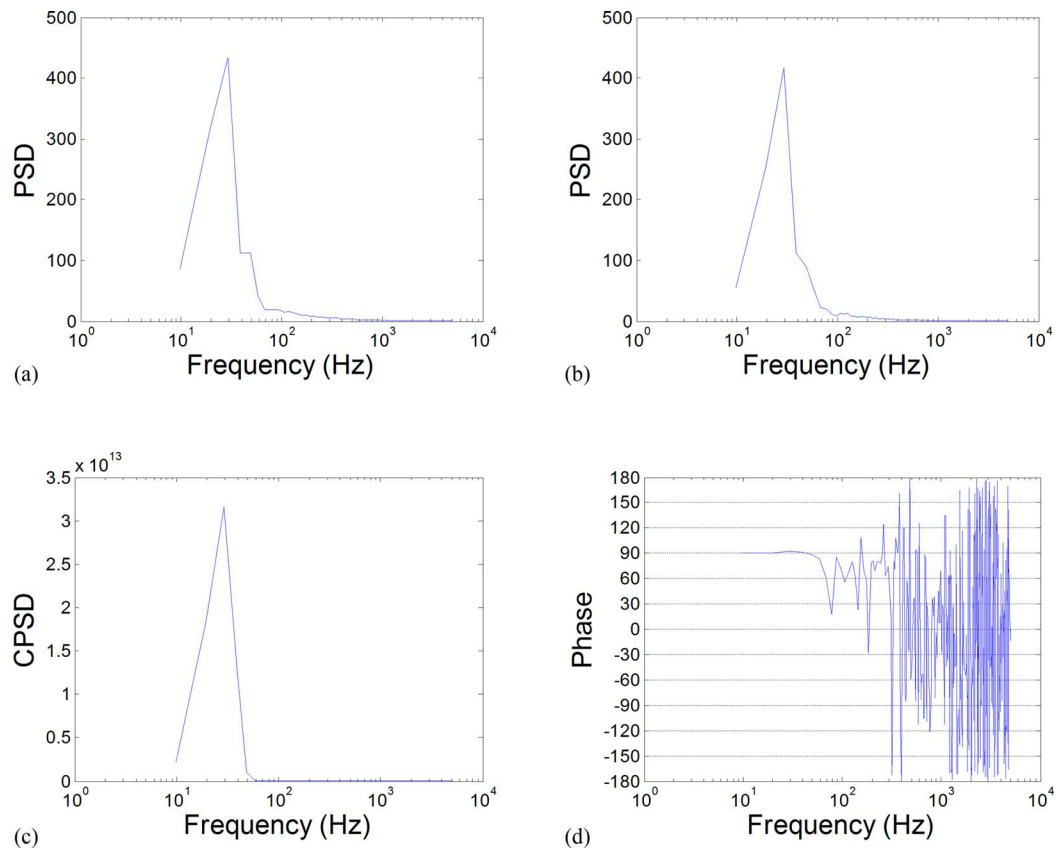 500
400
300
200
100
0
PSD
10^0 10^1 10^2 10^3 10^4
Frequency (Hz)
(a)
500
400
300
200
100
0
PSD
10^0 10^1 10^2 10^3 10^4
Frequency (Hz)
(b)
x 10^13
3.5
3
2.5
2
1.5
1
0.5
0
CPSD
10^0 10^1 10^2 10^3 10^4
Frequency (Hz)
(c)
180
150
120
90
60
30
0
-30
-60
-90
-120
-150
-180
Phase
10^0 10^1 10^2 10^3 10^4
Frequency (Hz)
(d)